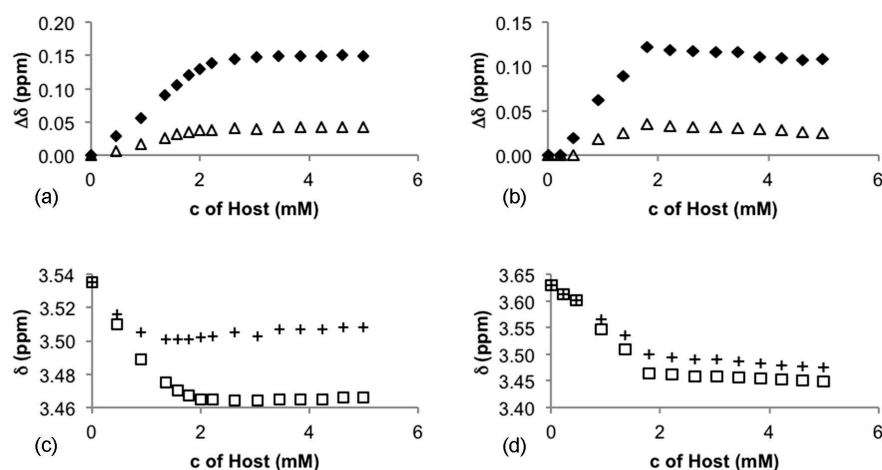 (a)
Δδ (ppm)
0.20
0.15
0.10
0.05
0.00
0 2 4 6
c of Host (mM)
(b)
Δδ (ppm)
0.15
0.10
0.05
0.00
0 2 4 6
c of Host (mM)
(c)
δ (ppm)
3.54
3.52
3.50
3.48
3.46
0 2 4 6
c of Host (mM)
(d)
δ (ppm)
3.65
3.60
3.55
3.50
3.45
3.40
0 2 4 6
c of Host (mM)